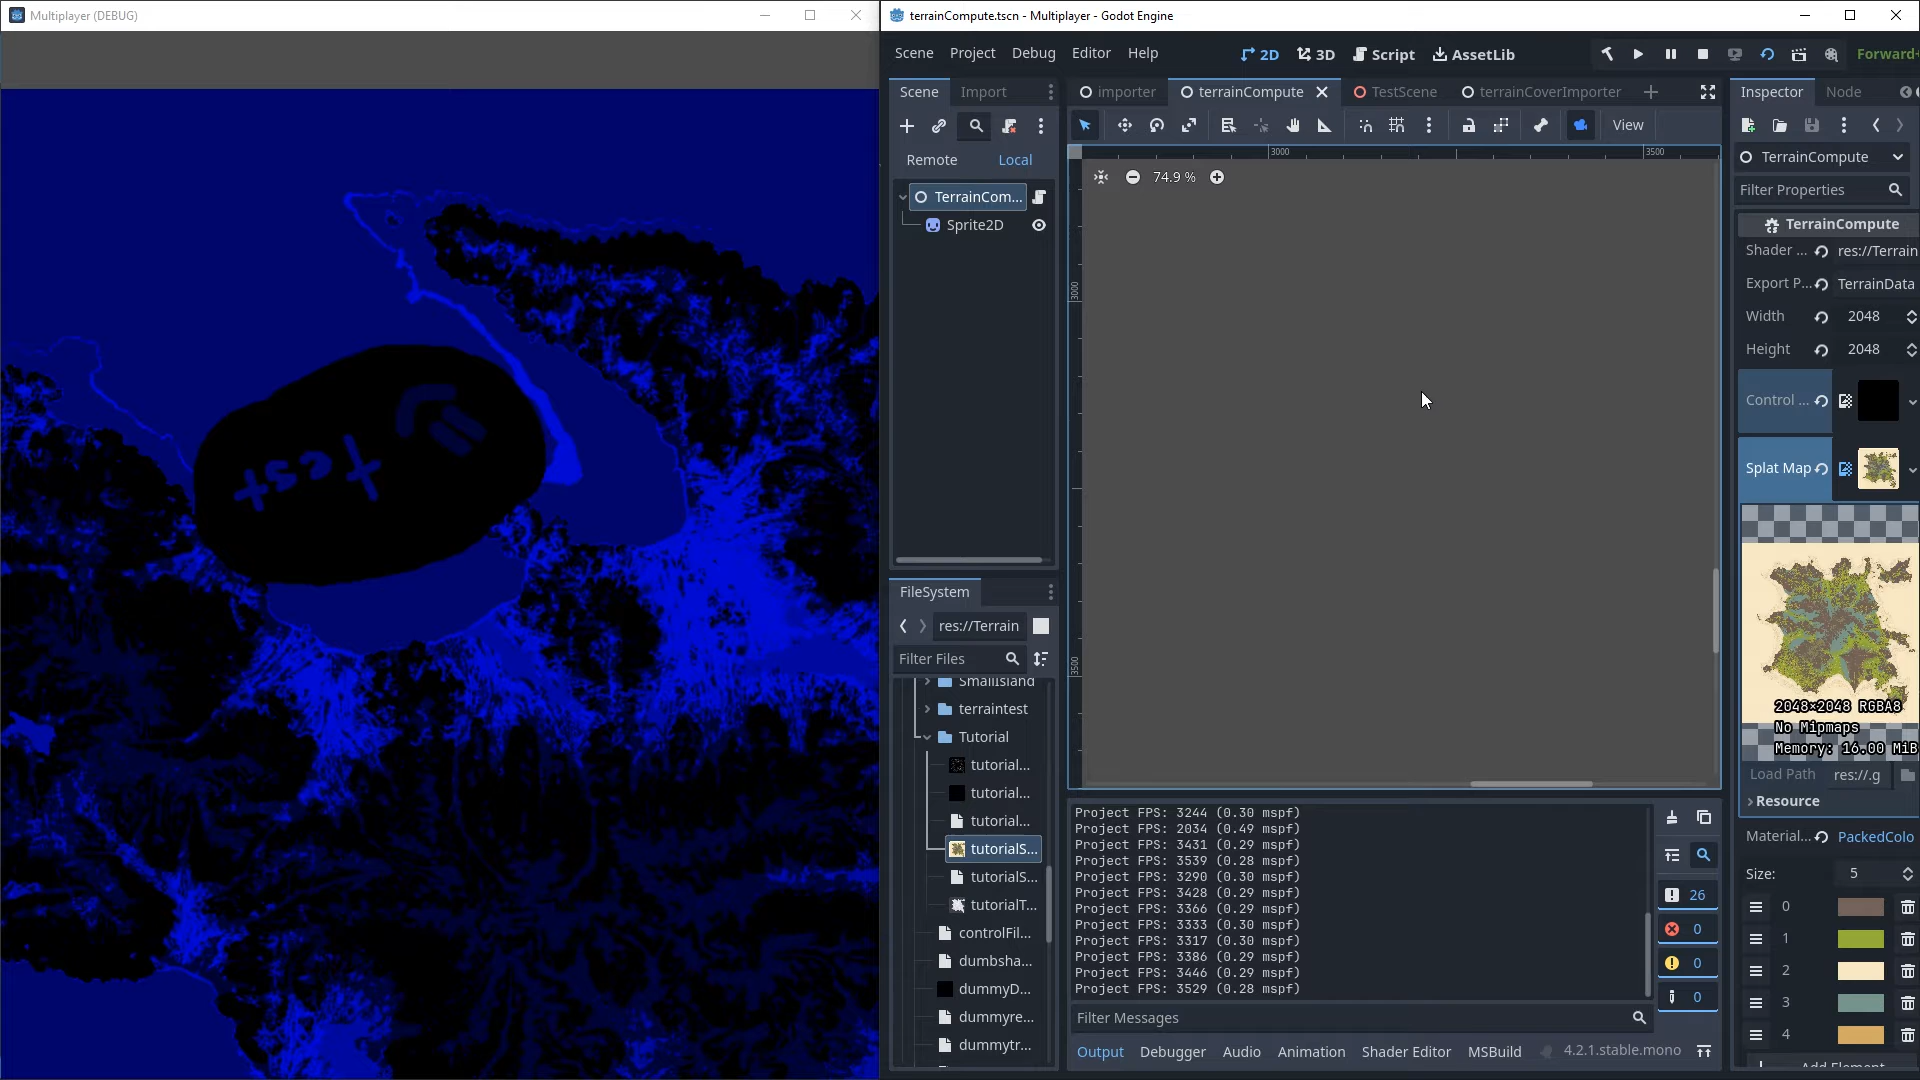 Multiplayer (DEBUG)
test
terrainCompute.tscn - Multiplayer - Godot Engine
Scene Project Debug Editor Help
2D 3D Script AssetLib
Forward+
Scene Import
importer terrainCompute TestScene terrainCoverImporter
Inspector Node
View
Remote Local
3000 3500
74.9 %
TerrainCompute
Filter Properties
TerrainCom...
Sprite2D
3000
3500
TerrainCompute
Shader ... res://Terrain
Export P... TerrainData
Width 2048
Height 2048
Control ...
Splat Map
2048×2048 RGBA8
No Mipmaps
Memory: 16.00 MiB
Load Path res://.g
Resource
Material... PackedColo
Size: 5
0
1
2
3
4
Add Element
FileSystem
res://Terrain
Filter Files
SmallIsland
terraintest
Tutorial
tutorial...
tutorial...
tutorial...
tutorialS...
tutorialS...
tutorialT...
controlFil...
dumbsha...
dummyD...
dummyre...
dummytr...
Project FPS: 3244 (0.30 mspf)
Project FPS: 2034 (0.49 mspf)
Project FPS: 3431 (0.29 mspf)
Project FPS: 3539 (0.28 mspf)
Project FPS: 3290 (0.30 mspf)
Project FPS: 3428 (0.29 mspf)
Project FPS: 3366 (0.29 mspf)
Project FPS: 3333 (0.30 mspf)
Project FPS: 3317 (0.30 mspf)
Project FPS: 3386 (0.29 mspf)
Project FPS: 3446 (0.29 mspf)
Project FPS: 3529 (0.28 mspf)
26
0
0
0
Filter Messages
Output Debugger Audio Animation Shader Editor MSBuild 4.2.1.stable.mono